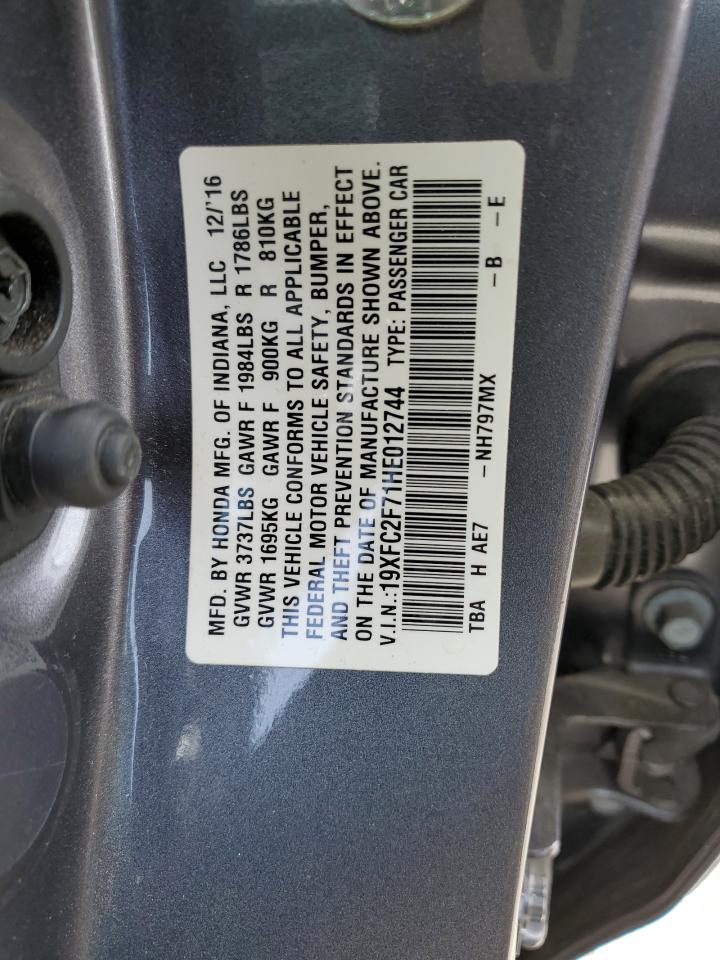 MFD. BY HONDA MFG. OF INDIANA, LLC 12/'16
GVWR 3737LBS GAWR F 1984LBS R 1786LBS
GVWR 1695KG GAWR F 900KG R 810KG
THIS VEHICLE CONFORMS TO ALL APPLICABLE
FEDERAL MOTOR VEHICLE SAFETY, BUMPER,
AND THEFT PREVENTION STANDARDS IN EFFECT
ON THE DATE OF MANUFACTURE SHOWN ABOVE.
V.I.N.:19XFC2F71HE012744 TYPE: PASSENGER CAR
TBA H AE7 –NH797MX –B –E